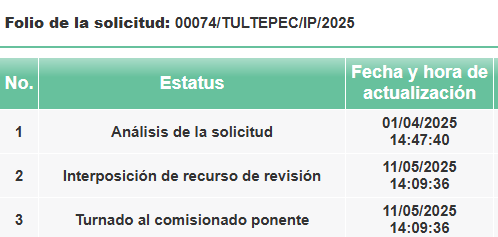 Folio de la solicitud: 00074/TULTEPEC/IP/2025
No. Estatus Fecha y hora de actualización
1 Análisis de la solicitud 01/04/2025 14:47:40
2 Interposición de recurso de revisión 11/05/2025 14:09:36
3 Turnado al comisionado ponente 11/05/2025 14:09:36